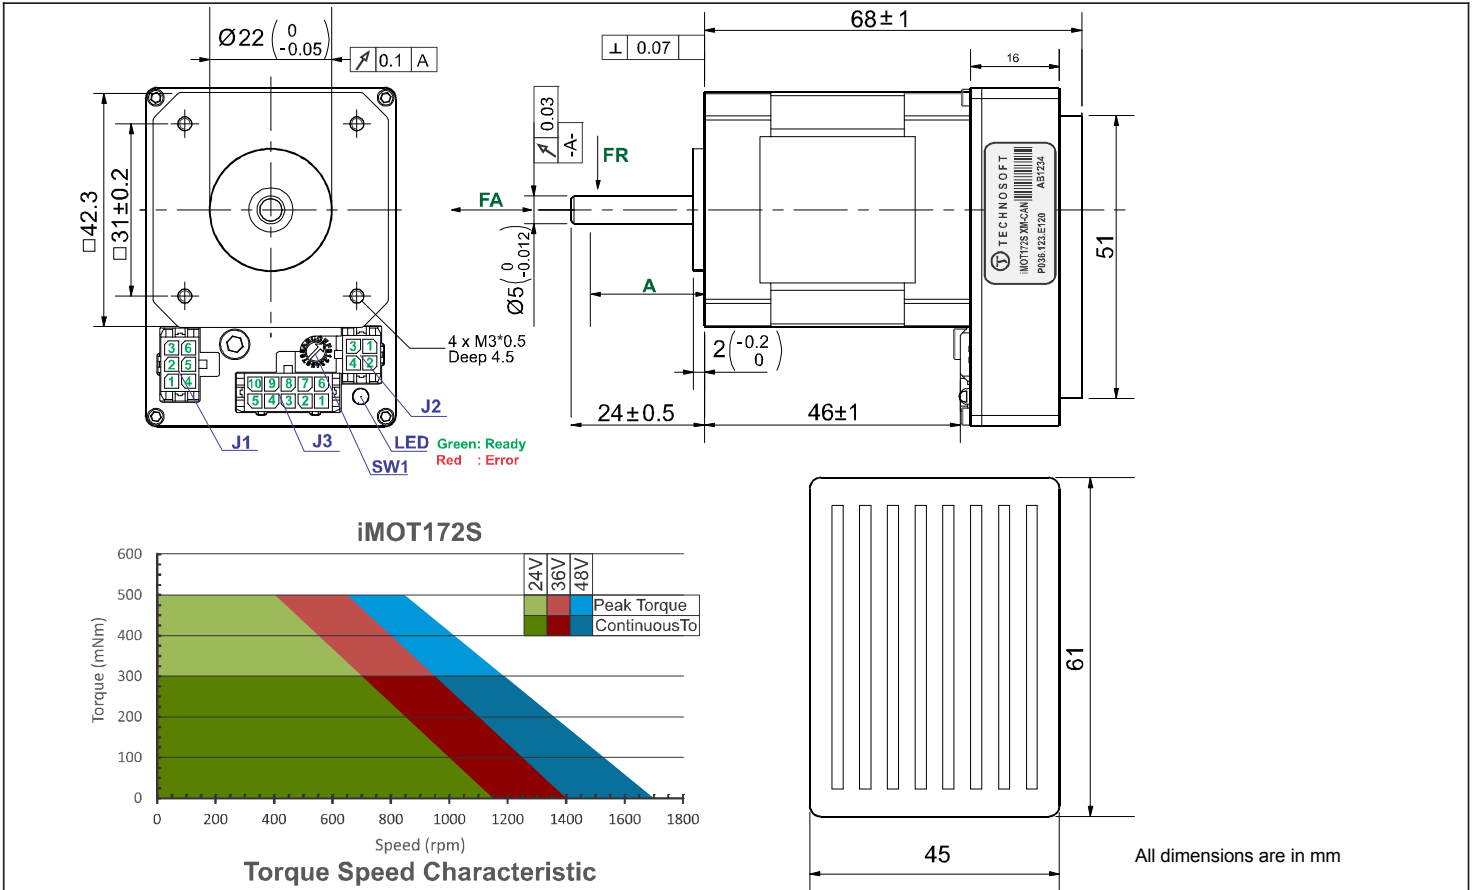 Ø22 ( 0 -0.05 )
0.1 A
□42.3
□31±0.2
4 x M3*0.5
Deep 4.5
3 6
2 5
1 4
3 1
4 2
10 9 8 7 6
5 4 3 2 1
J1
J3
J2
LED
SW1
Green: Ready
Red : Error
68±1
⊥ 0.07
16
0.03
-A-
FR
FA
A
Ø5 ( 0 -0.012 )
2 ( -0.2 0 )
24±0.5
46±1
51
TECHNOSOFT
iMOT172S XM-CAN
P036.123.E120
AB1234
iMOT172S
24V
36V
48V
Peak Torque
ContinuousTo
Torque (mNm)
600
500
400
300
200
100
0
0 200 400 600 800 1000 1200 1400 1600 1800
Speed (rpm)
Torque Speed Characteristic
61
45
All dimensions are in mm